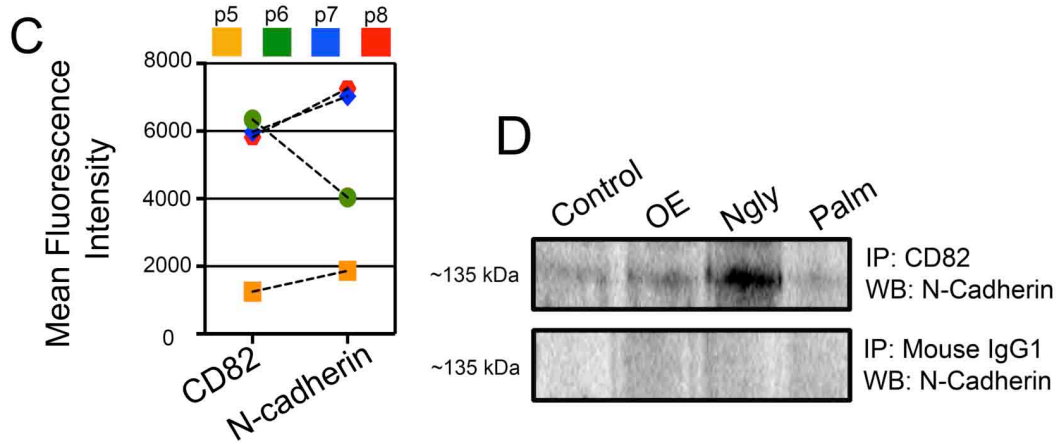 C
p5 p6 p7 p8
Mean Fluorescence
Intensity
8000
6000
4000
2000
0
CD82
N-cadherin
D
Control OE Ngly Palm
~135 kDa
IP: CD82
WB: N-Cadherin
~135 kDa
IP: Mouse IgG1
WB: N-Cadherin